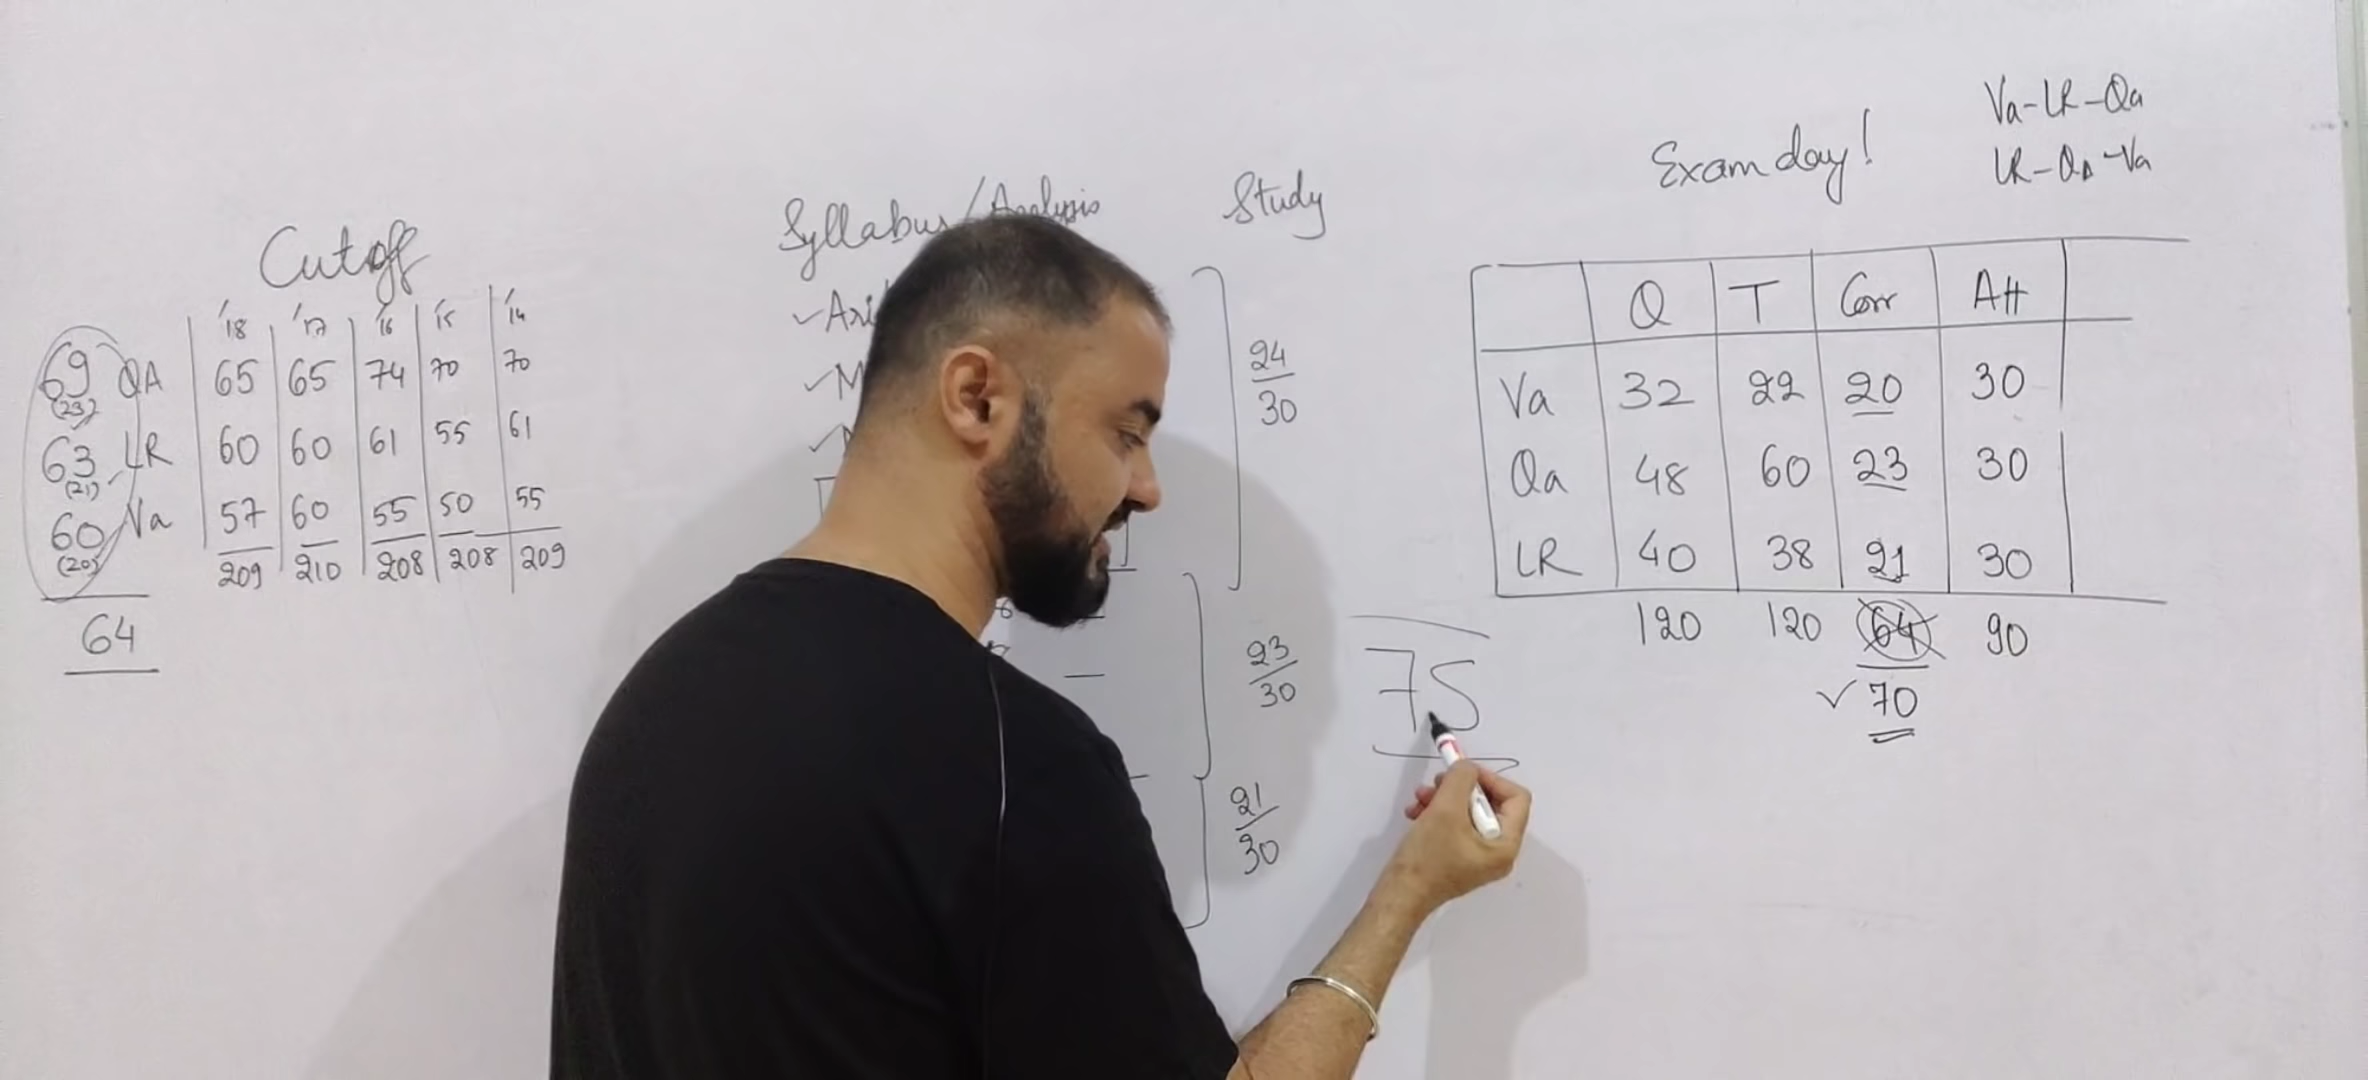 Cutoff
'18 '17 '16 '15 '14
69 QA 65 65 74 70 70
(23)
63 LR 60 60 61 55 61
(21)
60 Va 57 60 55 50 55
(20)
209 210 208 208 209
64
Syllabus/Analysis
Study
24
30
23
30
21
30
75
Exam day!
Va-LR-Qa
LR-QA-Va
Q T Corr Att
Va 32 22 20 30
Qa 48 60 23 30
LR 40 38 21 30
120 120 64 90
70